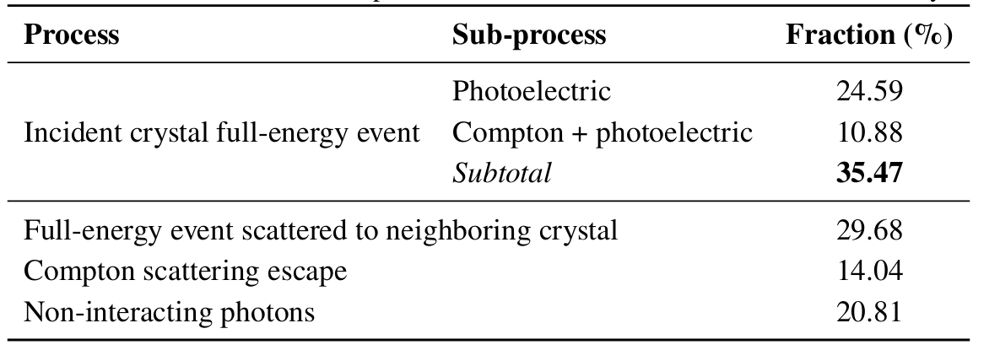 Process Sub-process Fraction (%)
Photoelectric 24.59
Incident crystal full-energy event Compton + photoelectric 10.88
Subtotal 35.47
Full-energy event scattered to neighboring crystal 29.68
Compton scattering escape 14.04
Non-interacting photons 20.81